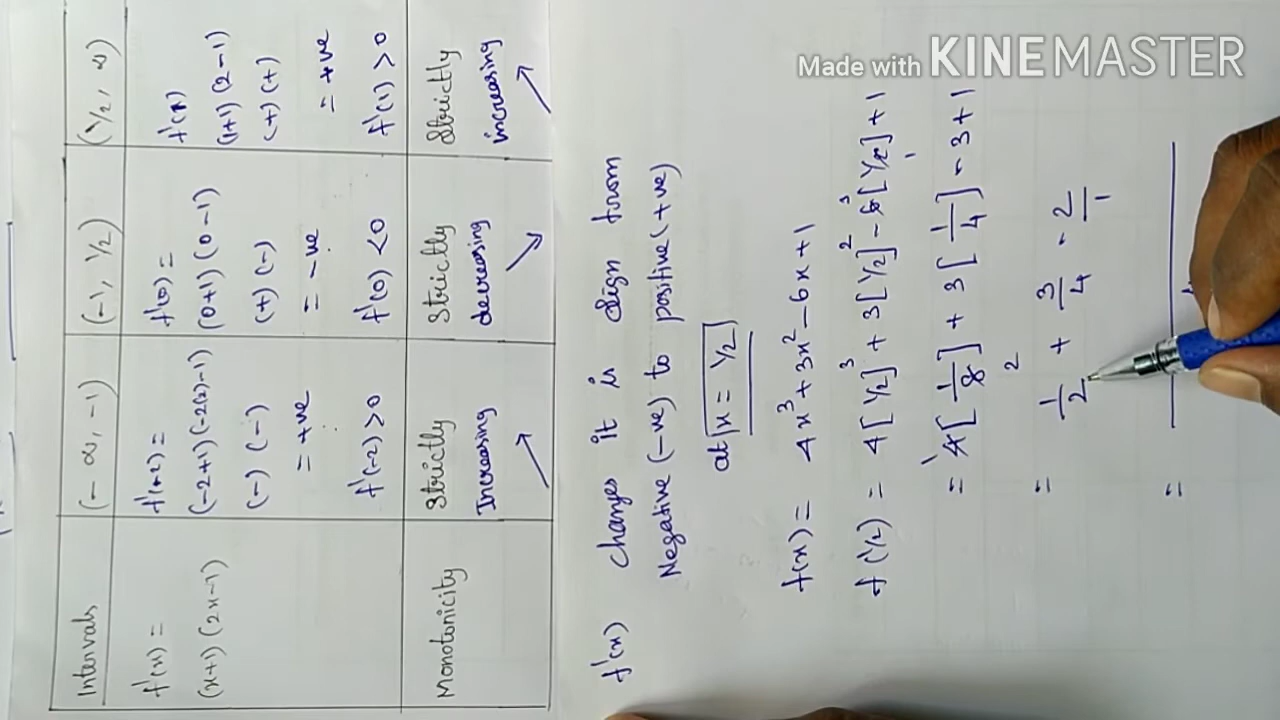 Made with KINEMASTER
Intervals (-∞, -1) (-1, 1/2) (1/2, ∞)
f'(x) = f'(-2) = f'(0) = f'(x)
(x+1) (2x-1) (-2+1) (-2(2)-1) (0+1) (0-1) (1+1) (2-1)
(-) (-) (+) (-) (+) (+)
= +ve = -ve = +ve
f'(-2) > 0 f'(0) < 0 f'(1) > 0
Monotonicity Strictly Strictly Strictly
Increasing decreasing increasing
↗ ↘ ↗
f'(x) changes it is sign from
Negative (-ve) to positive (+ve)
at x = 1/2
f(x) = 4x³ + 3x² - 6x + 1
f(1/2) = 4[1/2]³ + 3[1/2]² - 6[1/2] + 1
= 4[1/8] + 3[1/4] - 3 + 1
= 1/2 + 3/4 - 2/1
=